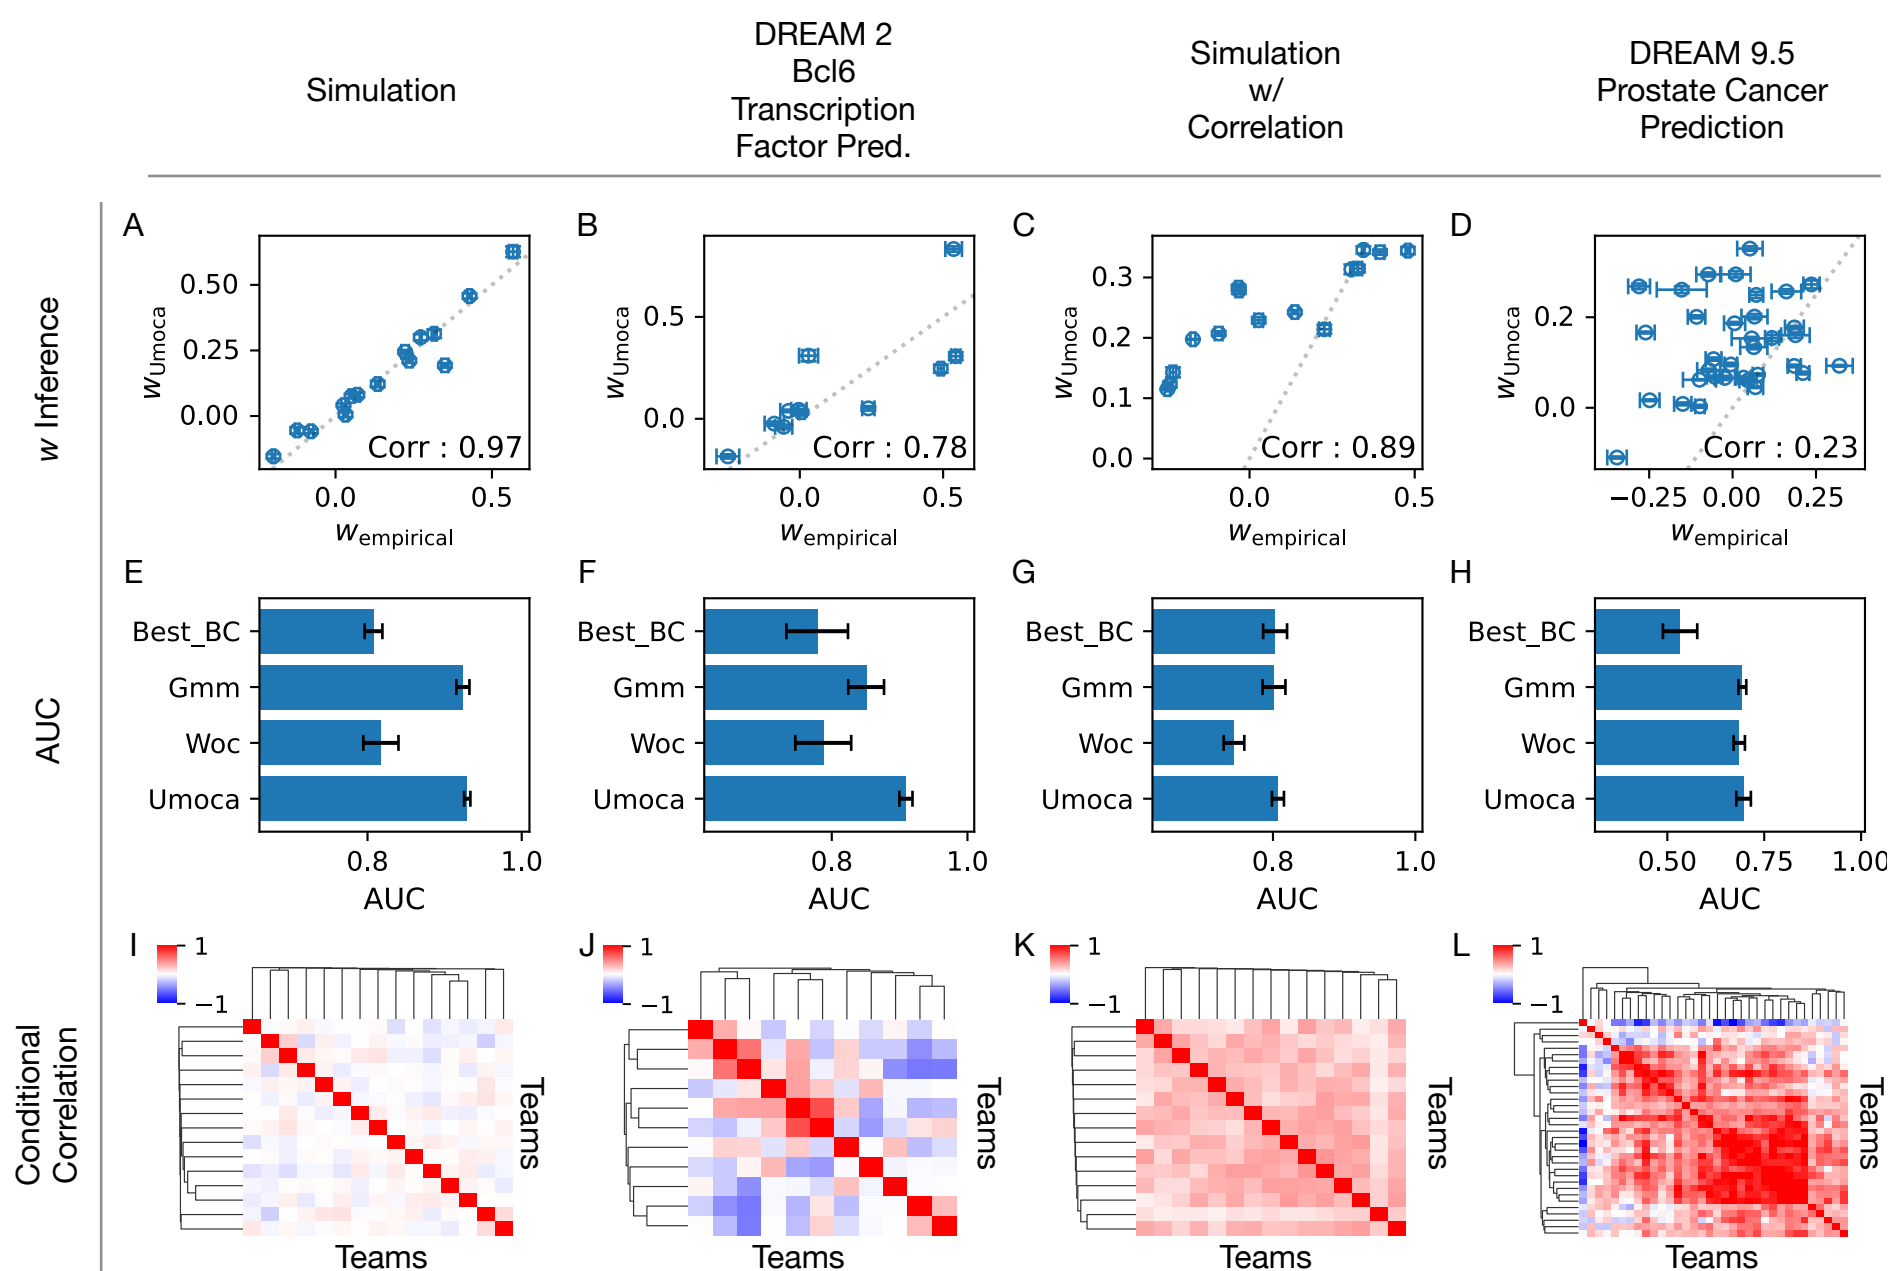 Simulation
DREAM 2
Bcl6
Transcription
Factor Pred.
Simulation
w/
Correlation
DREAM 9.5
Prostate Cancer
Prediction
w Inference
A
w_Umoca
0.50
0.25
0.00
Corr : 0.97
0.0 0.5
w_empirical
B
w_Umoca
0.5
0.0
Corr : 0.78
0.0 0.5
w_empirical
C
w_Umoca
0.3
0.2
0.1
0.0
Corr : 0.89
0.0 0.5
w_empirical
D
w_Umoca
0.2
0.0
Corr : 0.23
−0.25 0.00 0.25
w_empirical
AUC
E
Best_BC
Gmm
Woc
Umoca
0.8 1.0
AUC
F
Best_BC
Gmm
Woc
Umoca
0.8 1.0
AUC
G
Best_BC
Gmm
Woc
Umoca
0.8 1.0
AUC
H
Best_BC
Gmm
Woc
Umoca
0.50 0.75 1.00
AUC
Conditional
Correlation
I
1
−1
Teams
Teams
J
1
−1
Teams
Teams
K
1
−1
Teams
Teams
L
1
−1
Teams
Teams